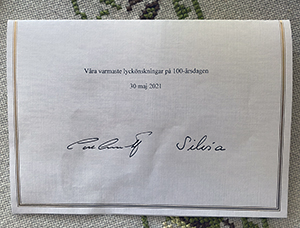 Våra varmaste lyckönskningar på 100-årsdagen
30 maj 2021
Silvia